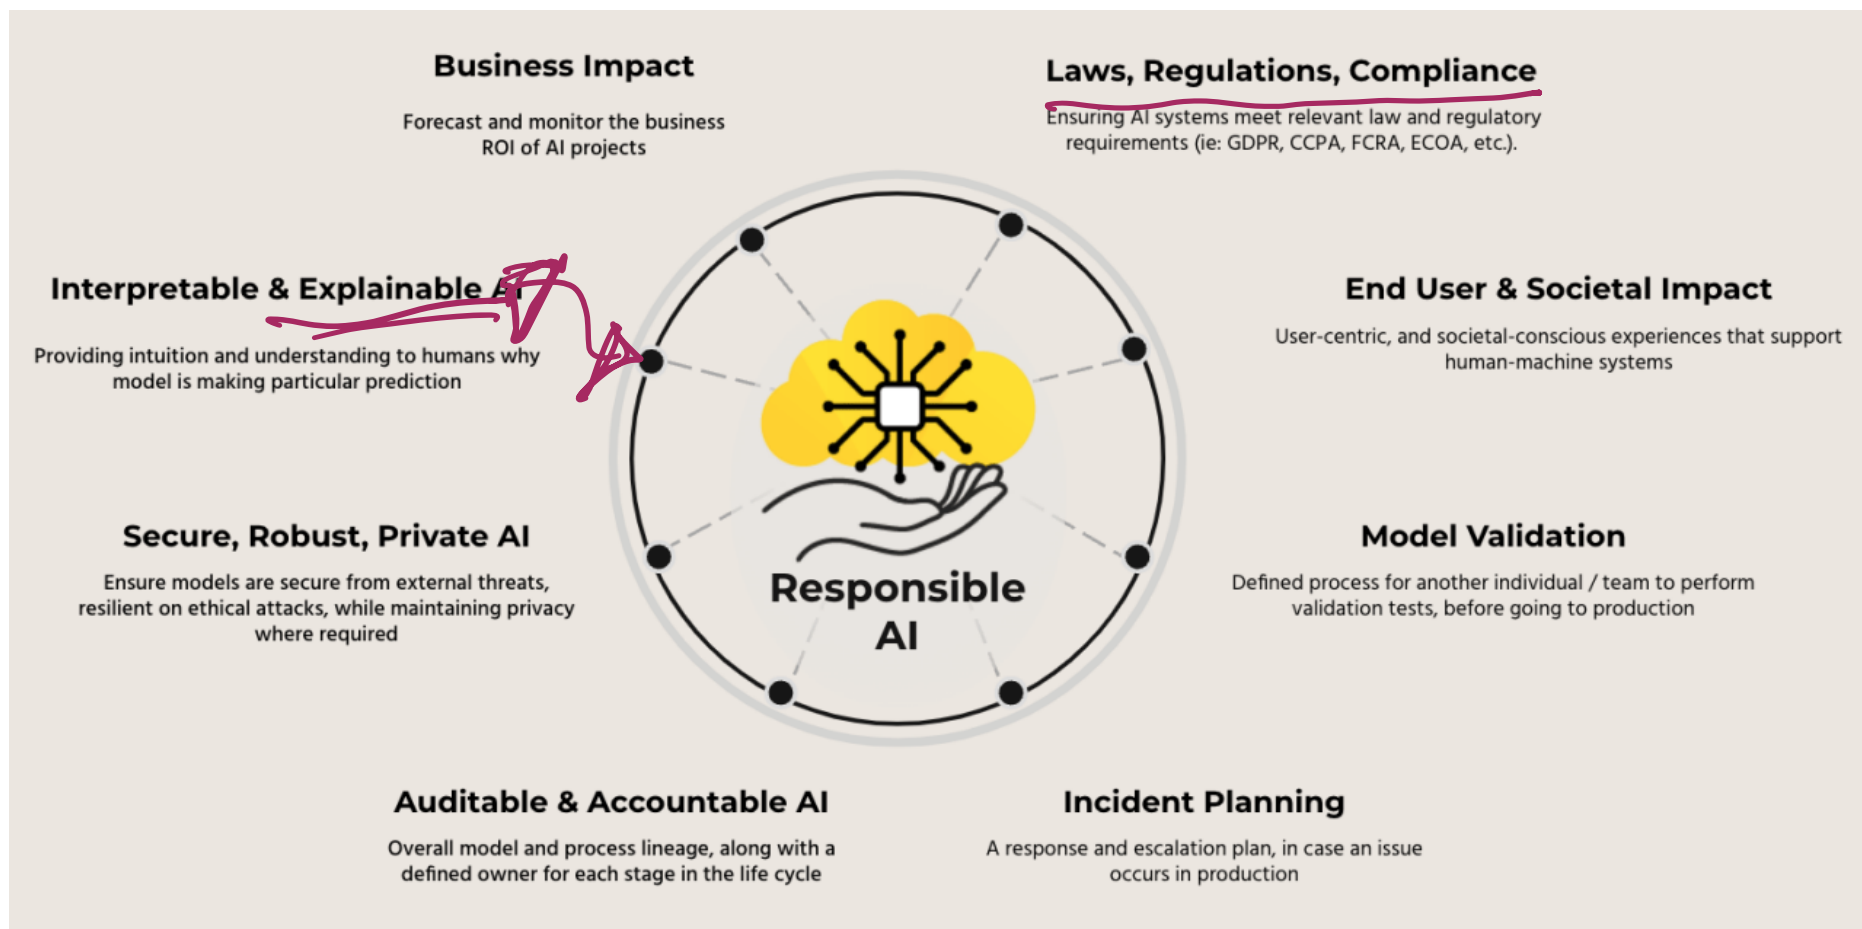 Business Impact
Forecast and monitor the business
ROI of AI projects
Laws, Regulations, Compliance
Ensuring AI systems meet relevant law and regulatory
requirements (ie: GDPR, CCPA, FCRA, ECOA, etc.).
Interpretable & Explainable AI
Providing intuition and understanding to humans why
model is making particular prediction
End User & Societal Impact
User-centric, and societal-conscious experiences that support
human-machine systems
Secure, Robust, Private AI
Ensure models are secure from external threats,
resilient on ethical attacks, while maintaining privacy
where required
Responsible
AI
Model Validation
Defined process for another individual / team to perform
validation tests, before going to production
Auditable & Accountable AI
Overall model and process lineage, along with a
defined owner for each stage in the life cycle
Incident Planning
A response and escalation plan, in case an issue
occurs in production